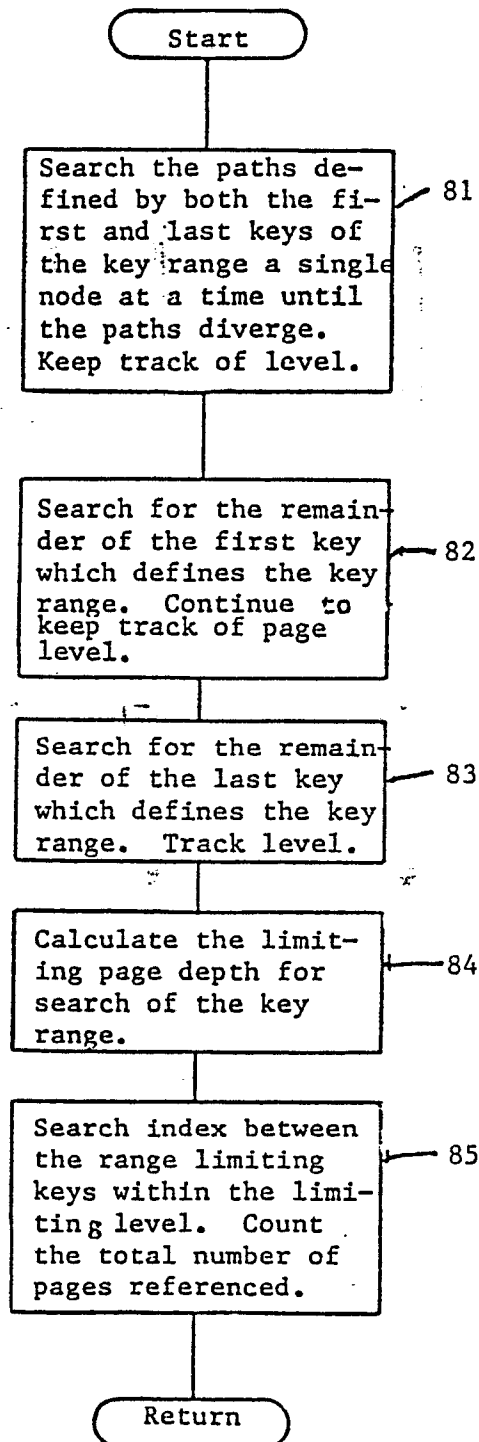 Start
Search the paths de-
fined by both the fi-
rst and last keys of
the key range a single
node at a time until
the paths diverge.
Keep track of level.
81
Search for the remain-
der of the first key
which defines the key
range. Continue to
keep track of page
level.
82
Search for the remain-
der of the last key
which defines the key
range. Track level.
83
Calculate the limit-
ing page depth for
search of the key
range.
84
Search index between
the range limiting
keys within the limi-
ting level. Count
the total number of
pages referenced.
85
Return